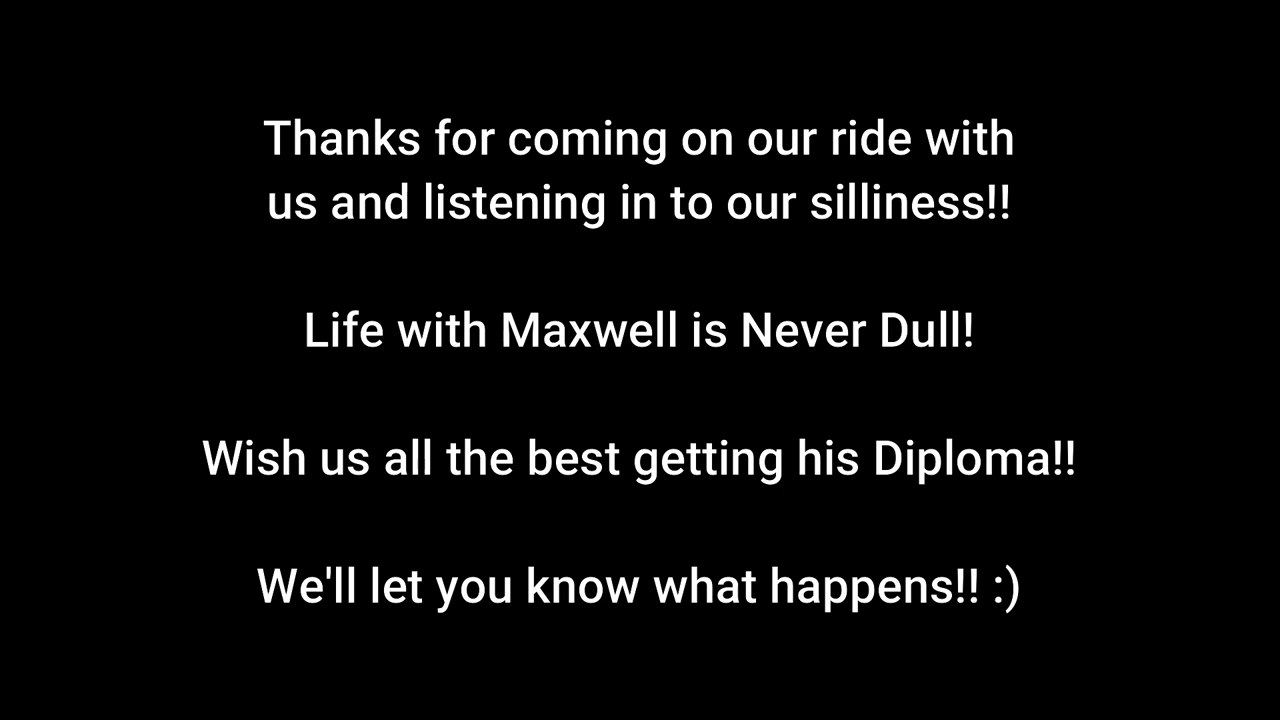 Thanks for coming on our ride with
us and listening in to our silliness!!
Life with Maxwell is Never Dull!
Wish us all the best getting his Diploma!!
We'll let you know what happens!! :)